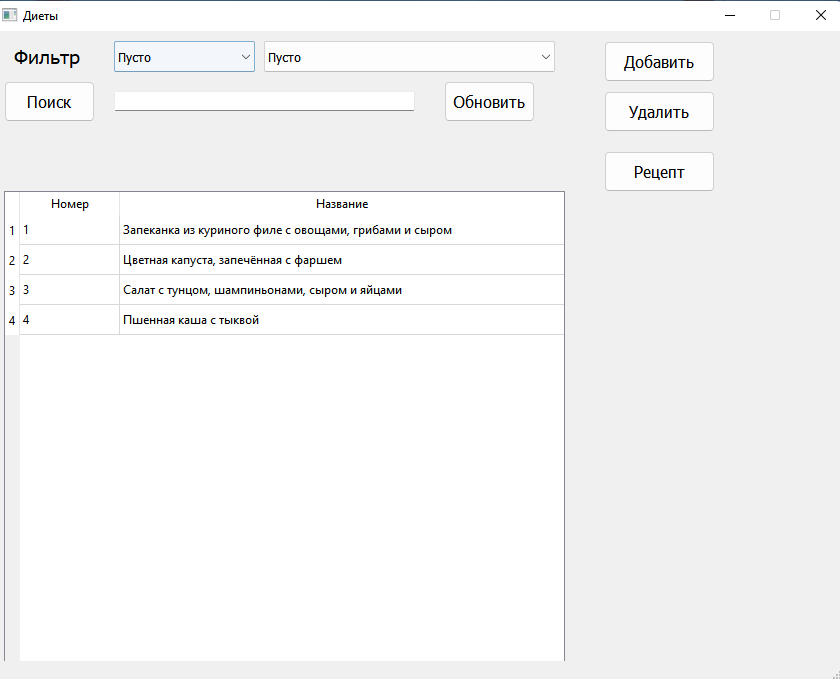 Диеты
Фильтр Пусто Пусто Добавить
Поиск Обновить Удалить
Рецепт
Номер Название
1 1 Запеканка из куриного филе с овощами, грибами и сыром
2 2 Цветная капуста, запечённая с фаршем
3 3 Салат с тунцом, шампиньонами, сыром и яйцами
4 4 Пшенная каша с тыквой